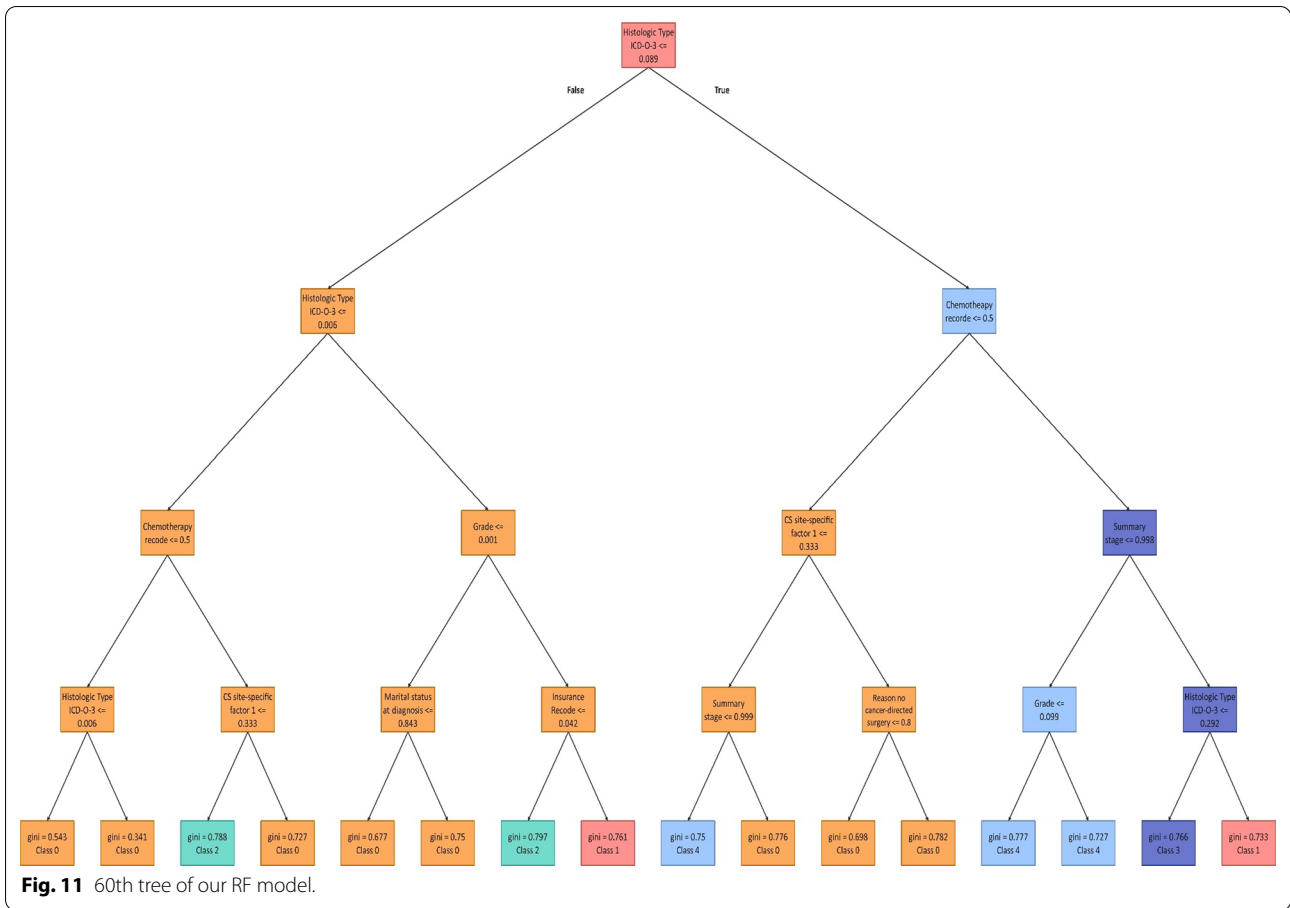 Histologic Type
ICD-O-3 <=
0.089
False
True
Histologic Type
ICD-O-3 <=
0.006
Chemotheapy
recorde <= 0.5
Chemotherapy
recode <= 0.5
Grade <=
0.001
CS site-specific
factor 1 <=
0.333
Summary
stage <= 0.998
Histologic Type
ICD-O-3 <=
0.006
CS site-specific
factor 1 <=
0.333
Marital status
at diagnosis <=
0.843
Insurance
Recode <=
0.042
Summary
stage <= 0.999
Reason no
cancer-directed
surgery <= 0.8
Grade <=
0.099
Histologic Type
ICD-O-3 <=
0.292
gini = 0.543
Class 0
gini = 0.341
Class 0
gini = 0.788
Class 2
gini = 0.727
Class 0
gini = 0.677
Class 0
gini = 0.75
Class 0
gini = 0.797
Class 2
gini = 0.761
Class 1
gini = 0.75
Class 4
gini = 0.776
Class 0
gini = 0.698
Class 0
gini = 0.782
Class 0
gini = 0.777
Class 4
gini = 0.727
Class 4
gini = 0.766
Class 3
gini = 0.733
Class 1
Fig. 11 60th tree of our RF model.